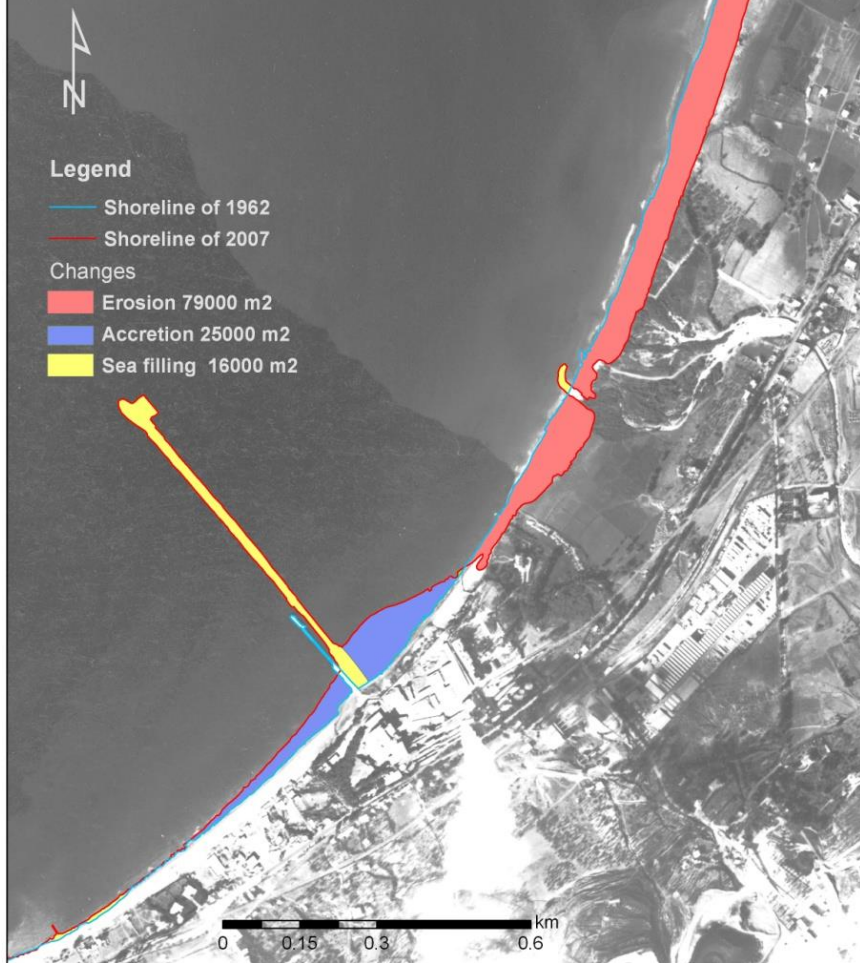 N
Legend
Shoreline of 1962
Shoreline of 2007
Changes
Erosion 79000 m2
Accretion 25000 m2
Sea filling 16000 m2
km
0 0.15 0.3 0.6